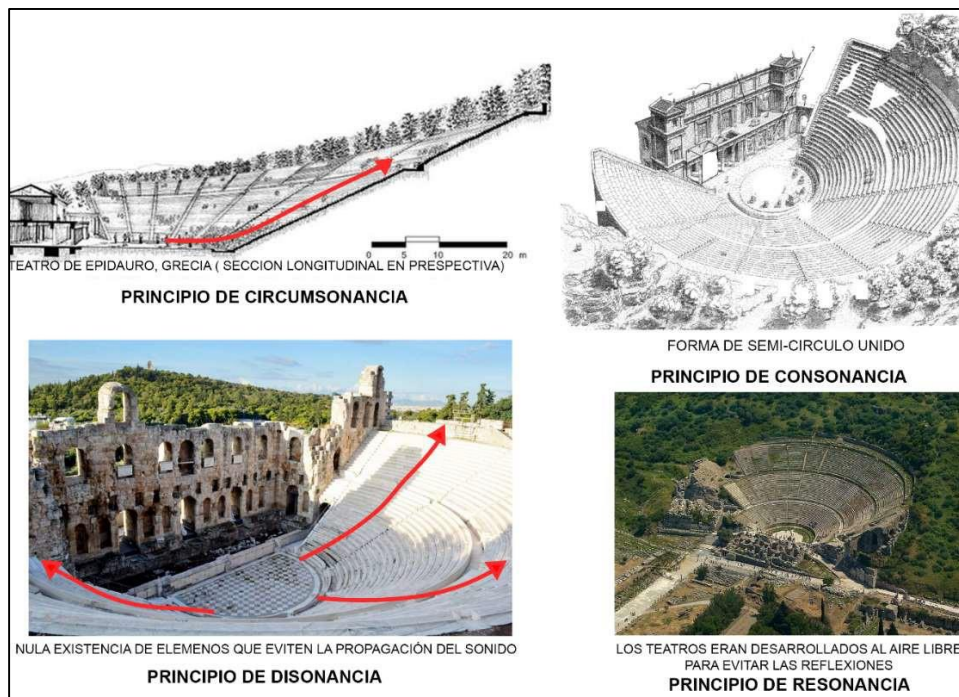 0 5 10 20 m
TEATRO DE EPIDAURO, GRECIA ( SECCION LONGITUDINAL EN PRESPECTIVA)
PRINCIPIO DE CIRCUMSONANCIA
FORMA DE SEMI-CIRCULO UNIDO
PRINCIPIO DE CONSONANCIA
NULA EXISTENCIA DE ELEMENOS QUE EVITEN LA PROPAGACIÓN DEL SONIDO
PRINCIPIO DE DISONANCIA
LOS TEATROS ERAN DESARROLLADOS AL AIRE LIBRE
PARA EVITAR LAS REFLEXIONES
PRINCIPIO DE RESONANCIA